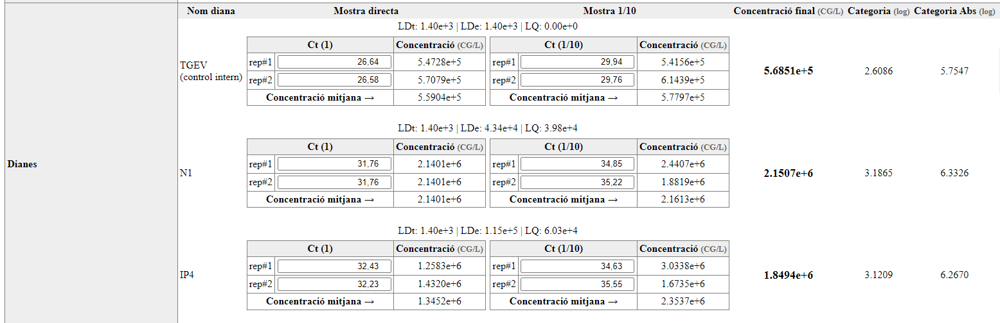 Nom diana Mostra directa Mostra 1/10 Concentració final (CG/L) Categoria (log) Categoria Abs (log)
Dianes
LDt: 1.40e+3 | LDe: 1.40e+3 | LQ: 0.00e+0
TGEV
(control intern)
Ct (1) Concentració (CG/L) Ct (1/10) Concentració (CG/L)
rep#1 26,64 5.4728e+5 rep#1 29,94 5.4156e+5
rep#2 26,58 5.7079e+5 rep#2 29,76 6.1439e+5
Concentració mitjana → 5.5904e+5 Concentració mitjana → 5.7797e+5
5.6851e+5 2.6086 5.7547
LDt: 1.40e+3 | LDe: 4.34e+4 | LQ: 3.98e+4
N1
Ct (1) Concentració (CG/L) Ct (1/10) Concentració (CG/L)
rep#1 31,76 2.1401e+6 rep#1 34,85 2.4407e+6
rep#2 31,76 2.1401e+6 rep#2 35,22 1.8819e+6
Concentració mitjana → 2.1401e+6 Concentració mitjana → 2.1613e+6
2.1507e+6 3.1865 6.3326
LDt: 1.40e+3 | LDe: 1.15e+5 | LQ: 6.03e+4
IP4
Ct (1) Concentració (CG/L) Ct (1/10) Concentració (CG/L)
rep#1 32,43 1.2583e+6 rep#1 34,63 3.0338e+6
rep#2 32,23 1.4320e+6 rep#2 35,55 1.6735e+6
Concentració mitjana → 1.3452e+6 Concentració mitjana → 2.3537e+6
1.8494e+6 3.1209 6.2670